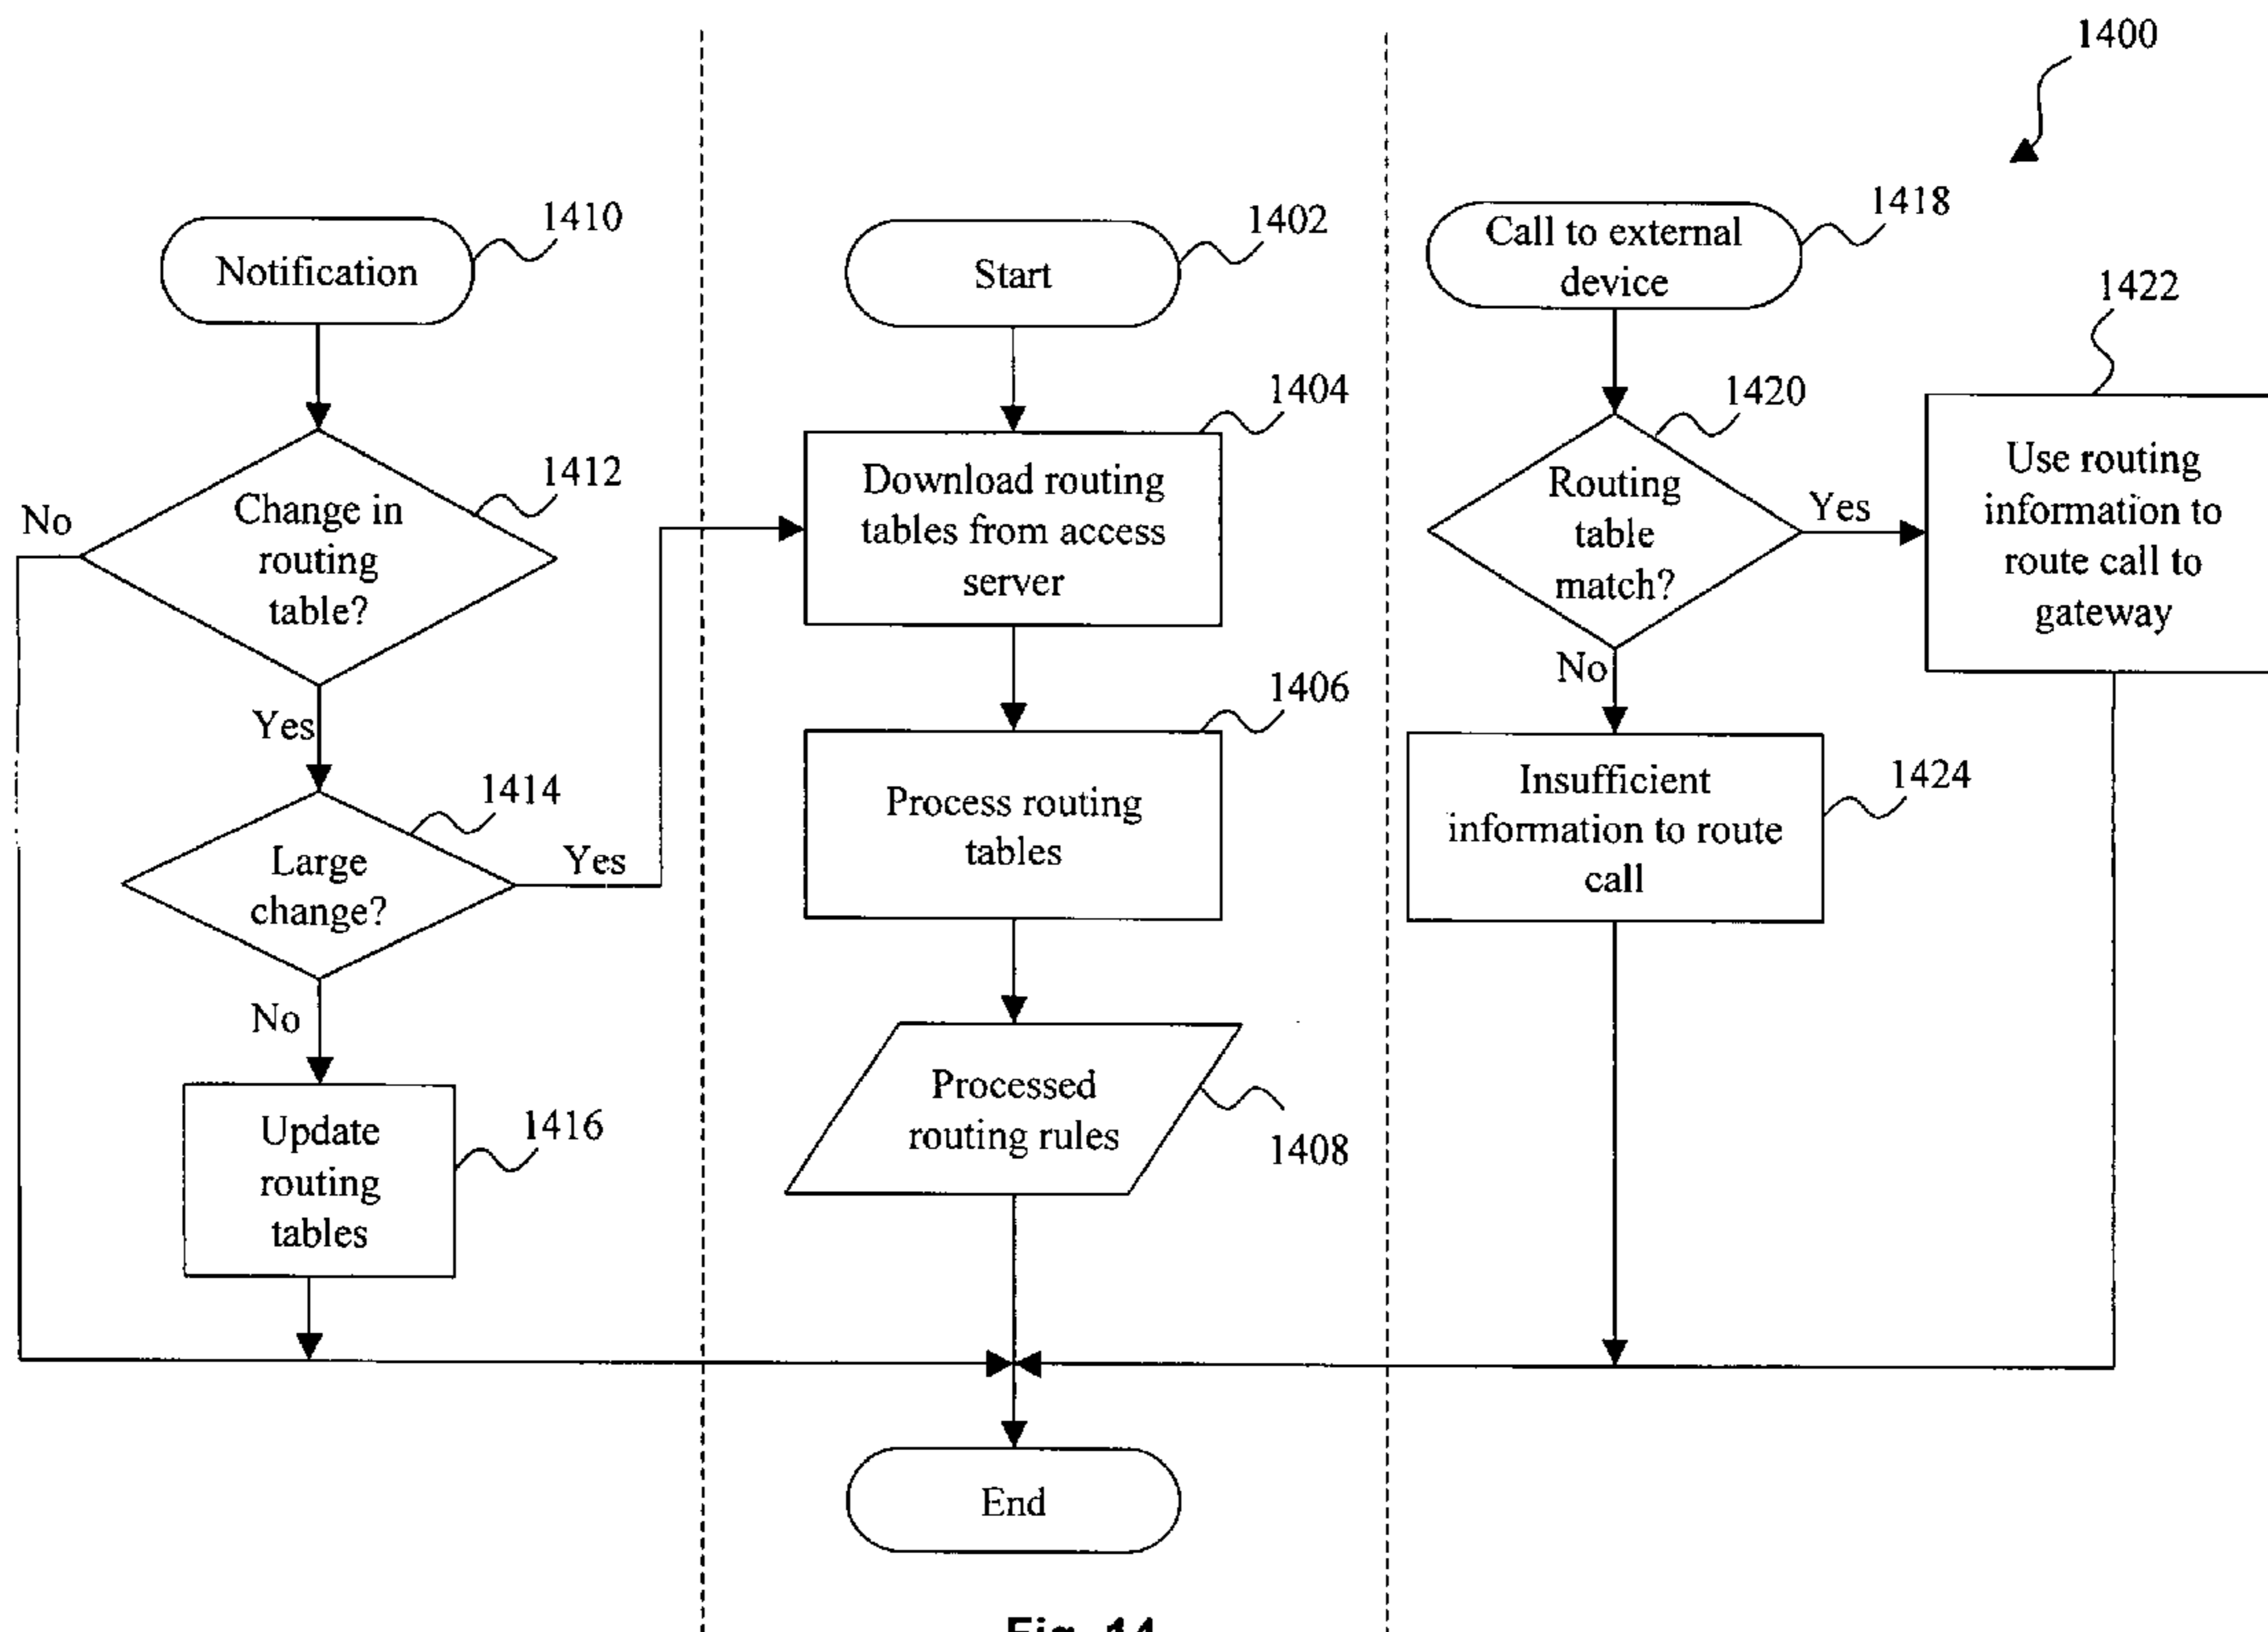 1400
1410
Notification
1412
Change in
routing
table?
No
Yes
1414
Large
change?
Yes
No
1416
Update
routing
tables
1402
Start
1404
Download routing
tables from access
server
1406
Process routing
tables
Processed
routing rules
1408
End
1418
Call to external
device
1420
Routing
table
match?
Yes
No
1422
Use routing
information to
route call to
gateway
1424
Insufficient
information to route
call
Fig. 14